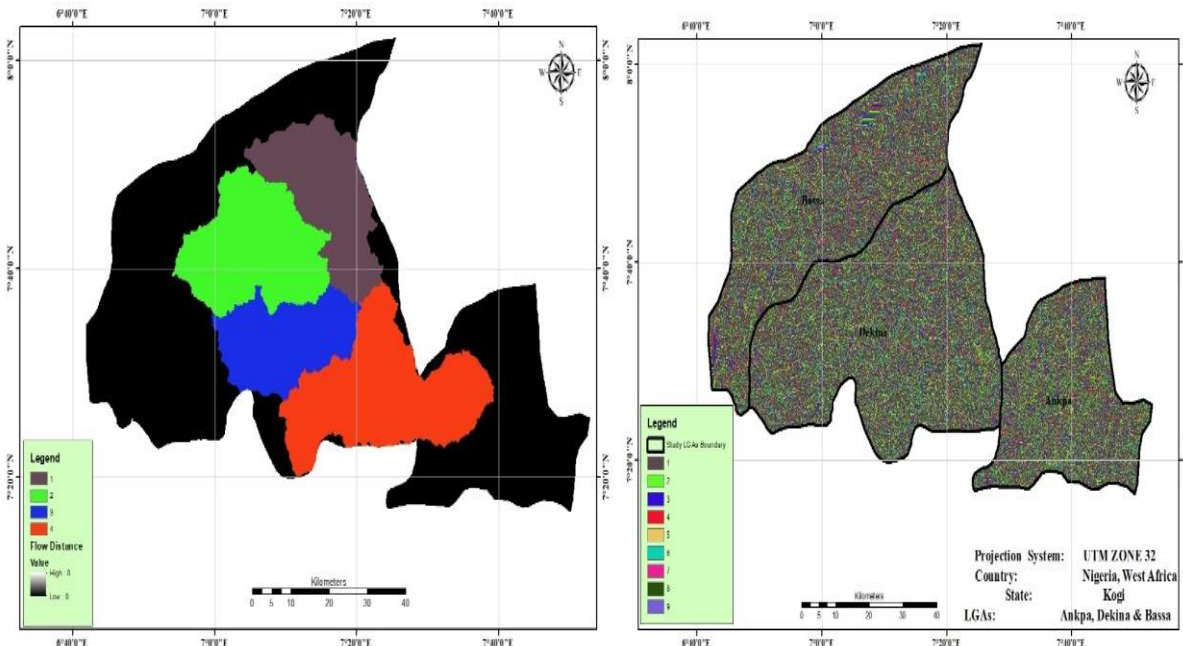 6°40'0"E 7°0'0"E 7°20'0"E 7°40'0"E
8°0'0"N
7°40'0"N
7°20'0"N
N
W E
S
Legend
1
2
3
4
Flow Distance
Value
High : 0
Low : 0
Kilometers
0 5 10 20 30 40
6°40'0"E 7°0'0"E 7°20'0"E 7°40'0"E
6°40'0"E 7°0'0"E 7°20'0"E 7°40'0"E
8°0'0"N
7°40'0"N
7°20'0"N
N
W E
S
Bassa
Dekina
Ankpa
Legend
Study LGAs Boundary
1
2
3
4
5
6
7
8
9
Kilometers
0 5 10 20 30 40
Projection System: UTM ZONE 32
Country: Nigeria, West Africa
State: Kogi
LGAs: Ankpa, Dekina & Bassa
6°40'0"E 7°0'0"E 7°20'0"E 7°40'0"E